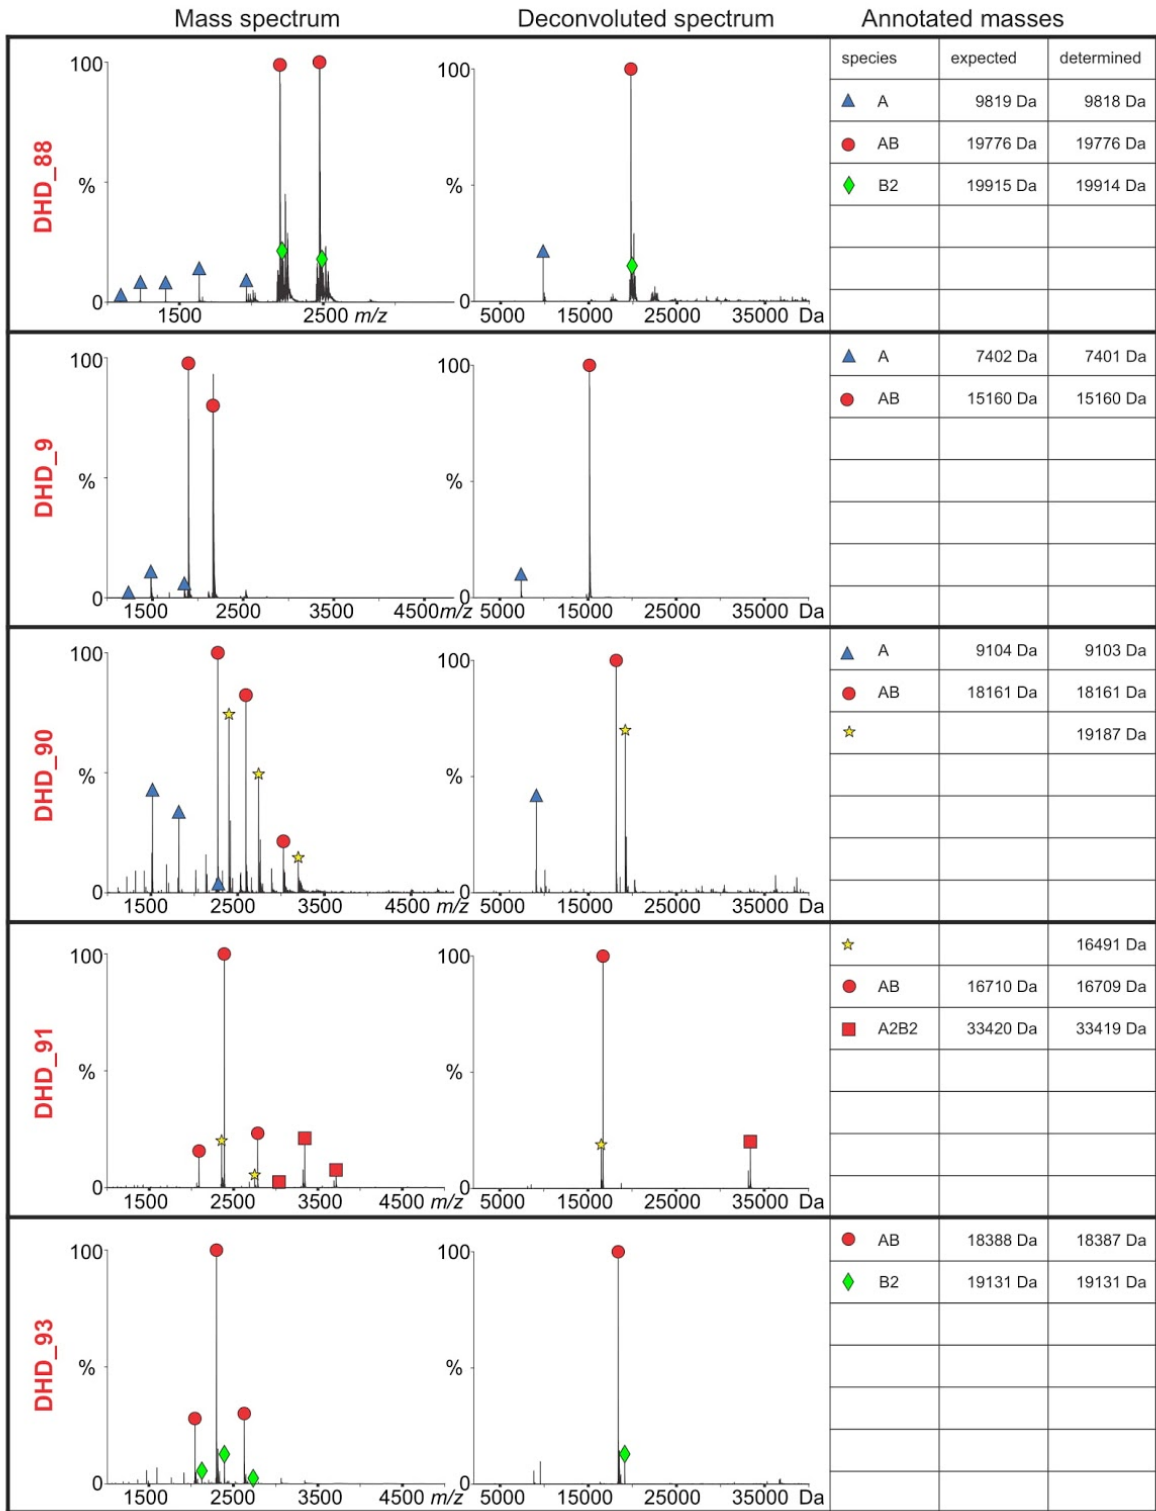 Mass spectrum Deconvoluted spectrum Annotated masses
DHD_88
100
%
0
1500 2500 m/z
100
%
0
5000 15000 25000 35000 Da
species expected determined
A 9819 Da 9818 Da
AB 19776 Da 19776 Da
B2 19915 Da 19914 Da
DHD_9
100
%
0
1500 2500 4500 m/z
100
%
0
5000 15000 25000 35000 Da
A 7402 Da 7401 Da
AB 15160 Da 15160 Da
DHD_90
100
%
0
1500 2500 3500 4500 m/z
100
%
0
5000 15000 25000 35000 Da
A 9104 Da 9103 Da
AB 18161 Da 18161 Da
19187 Da
DHD_91
100
%
0
1500 2500 3500 4500 m/z
100
%
0
5000 15000 25000 35000 Da
16491 Da
AB 16710 Da 16709 Da
A2B2 33420 Da 33419 Da
DHD_93
100
%
0
1500 2500 3500 4500 m/z
100
%
0
5000 15000 25000 35000 Da
AB 18388 Da 18387 Da
B2 19131 Da 19131 Da